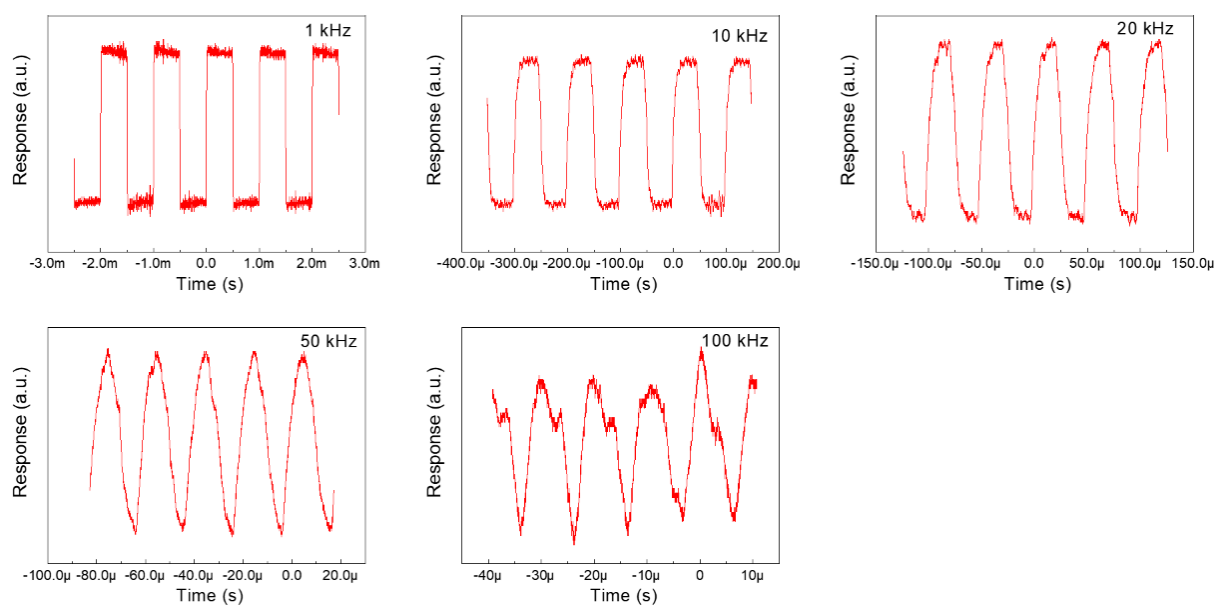 1 kHz
Response (a.u.)
-3.0m -2.0m -1.0m 0.0 1.0m 2.0m 3.0m
Time (s)
10 kHz
Response (a.u.)
-400.0µ -300.0µ -200.0µ -100.0µ 0.0 100.0µ 200.0µ
Time (s)
20 kHz
Response (a.u.)
-150.0µ -100.0µ -50.0µ 0.0 50.0µ 100.0µ 150.0µ
Time (s)
50 kHz
Response (a.u.)
-100.0µ -80.0µ -60.0µ -40.0µ -20.0µ 0.0 20.0µ
Time (s)
100 kHz
Response (a.u.)
-40µ -30µ -20µ -10µ 0 10µ
Time (s)